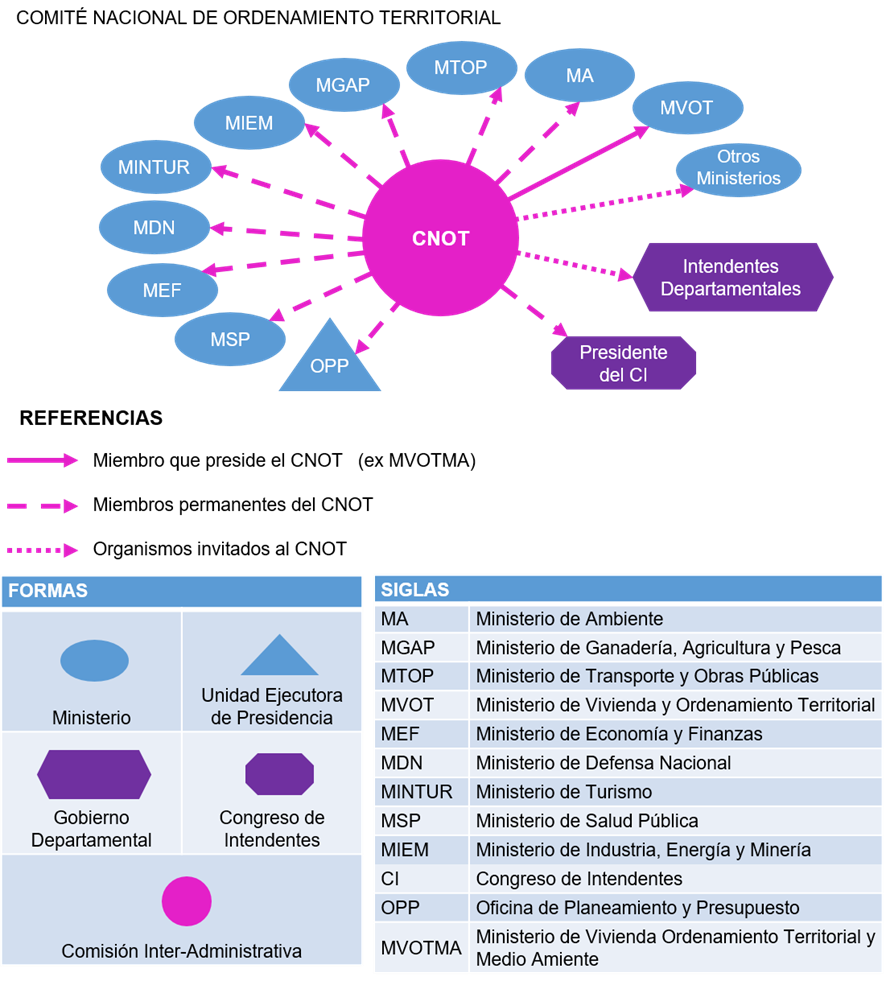 COMITÉ NACIONAL DE ORDENAMIENTO TERRITORIAL
MTOP
MA
MGAP
MVOT
MIEM
Otros
Ministerios
MINTUR
MDN
CNOT
Intendentes
Departamentales
MEF
MSP
Presidente
del CI
OPP
REFERENCIAS
Miembro que preside el CNOT (ex MVOTMA)
Miembros permanentes del CNOT
Organismos invitados al CNOT
FORMAS
Ministerio
Unidad Ejecutora
de Presidencia
Gobierno
Departamental
Congreso de
Intendentes
Comisión Inter-Administrativa
SIGLAS
MA Ministerio de Ambiente
MGAP Ministerio de Ganadería, Agricultura y Pesca
MTOP Ministerio de Transporte y Obras Públicas
MVOT Ministerio de Vivienda y Ordenamiento Territorial
MEF Ministerio de Economía y Finanzas
MDN Ministerio de Defensa Nacional
MINTUR Ministerio de Turismo
MSP Ministerio de Salud Pública
MIEM Ministerio de Industria, Energía y Minería
CI Congreso de Intendentes
OPP Oficina de Planeamiento y Presupuesto
MVOTMA Ministerio de Vivienda Ordenamiento Territorial y
Medio Amiente